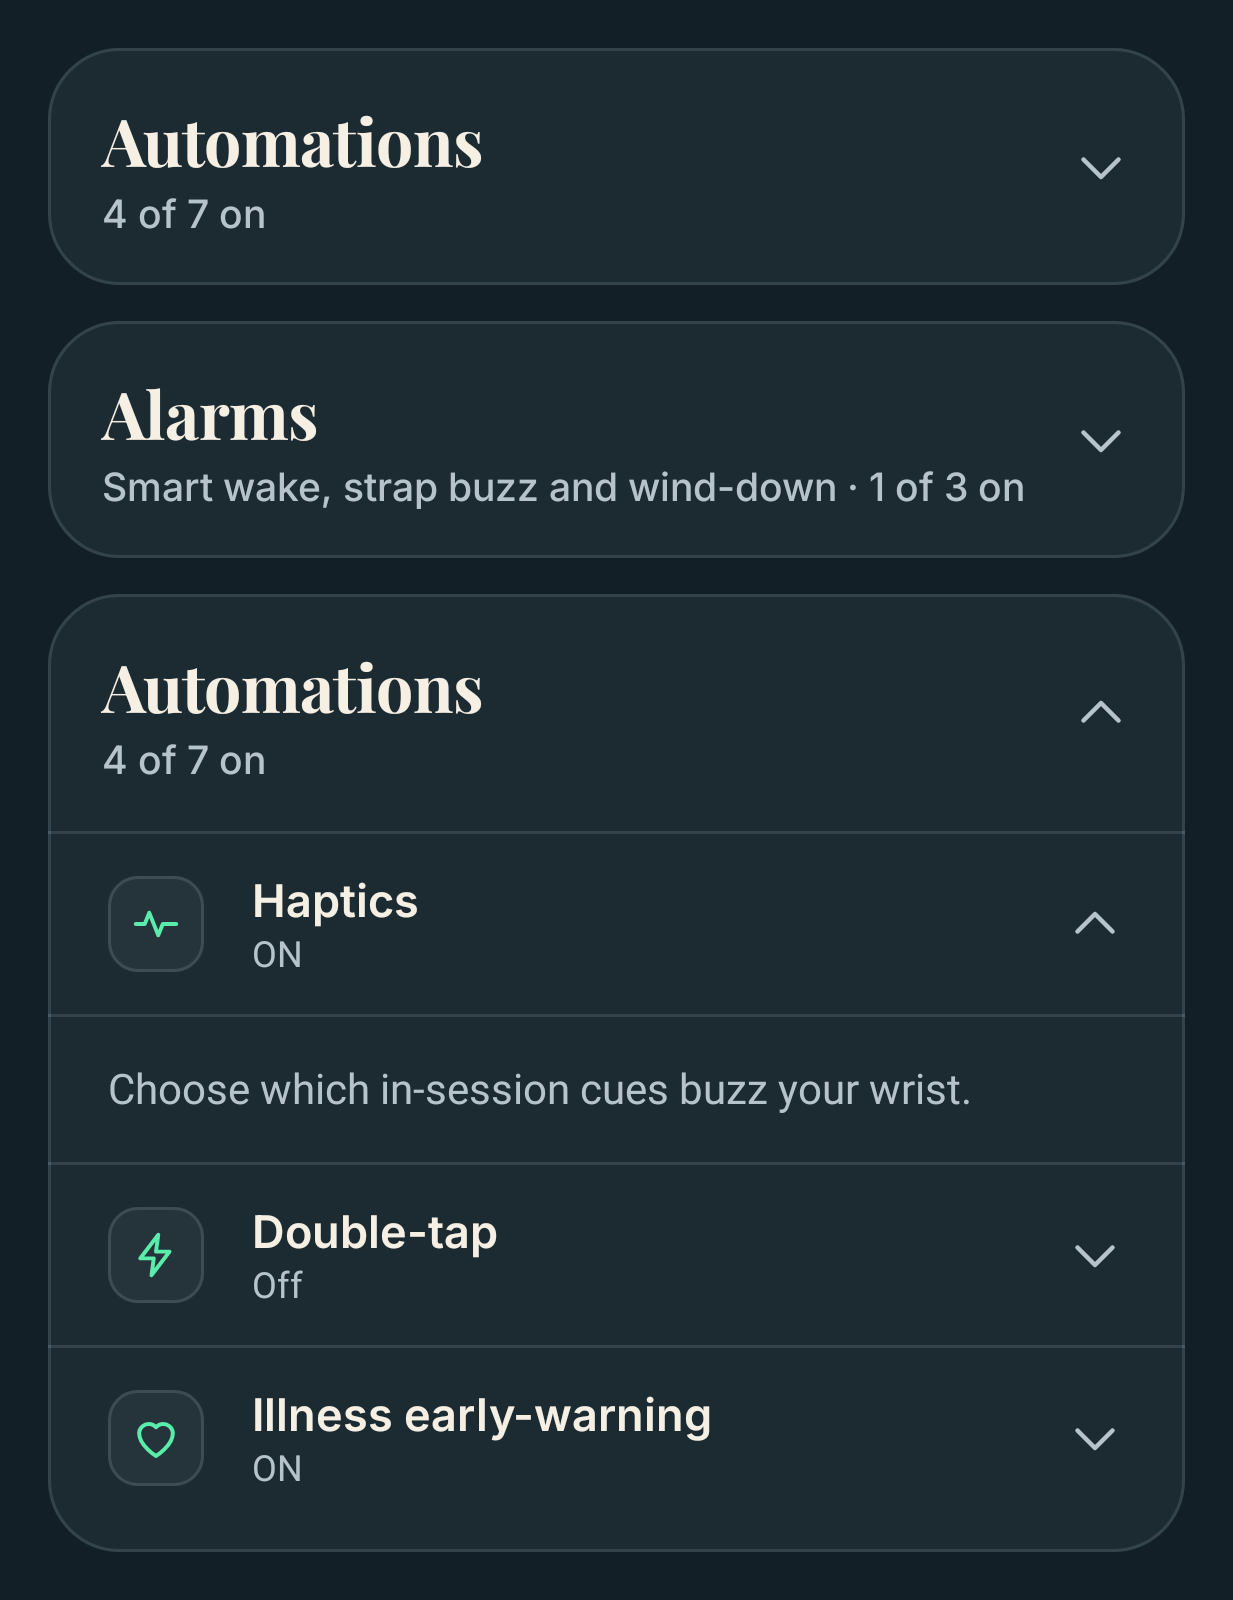 Automations
4 of 7 on
Alarms
Smart wake, strap buzz and wind-down · 1 of 3 on
Automations
4 of 7 on
Haptics
ON
Choose which in-session cues buzz your wrist.
Double-tap
Off
Illness early-warning
ON